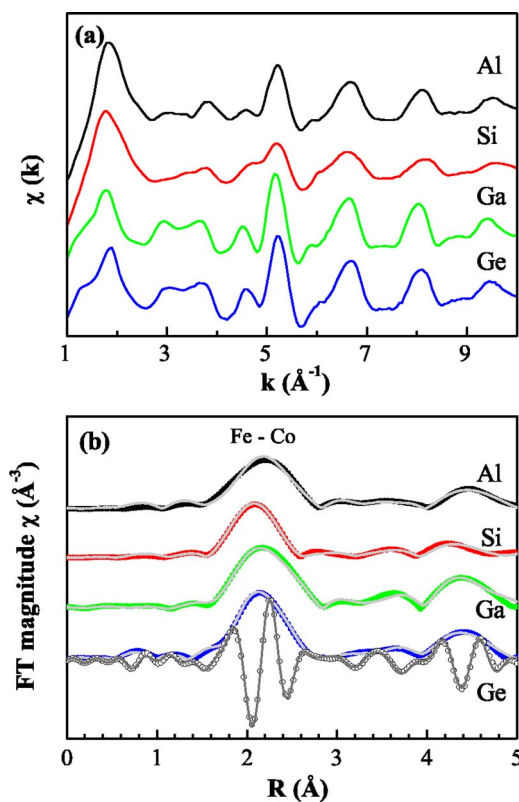 (a)
Al
Si
Ga
Ge
χ (k)
1 3 5 7 9
k (Å⁻¹)
(b)
Fe - Co
Al
Si
Ga
Ge
FT magnitude χ (Å⁻³)
0 1 2 3 4 5
R (Å)